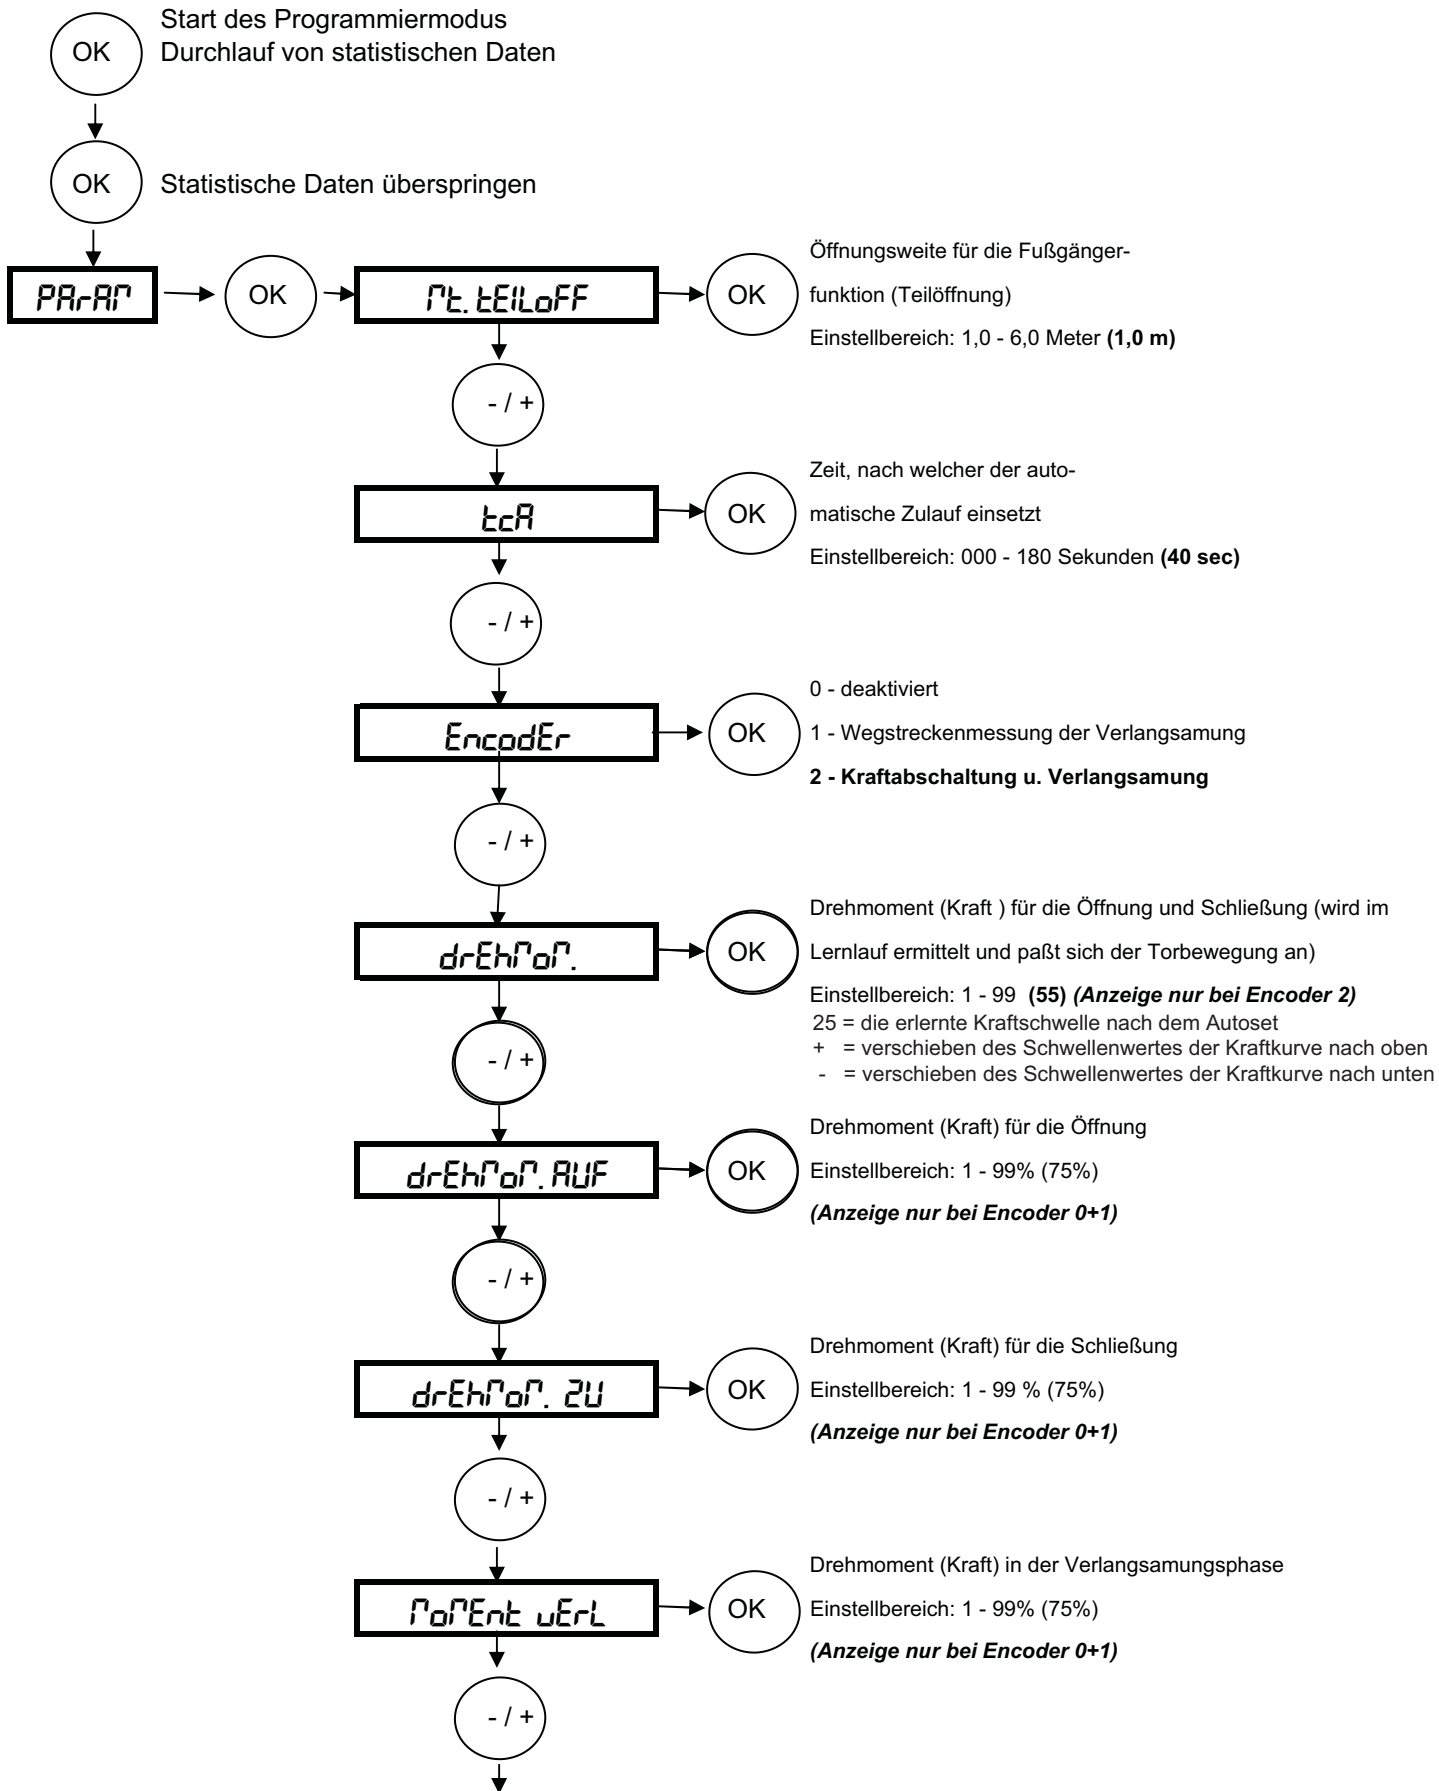 Start des Programmiermodus
OK
Durchlauf von statistischen Daten
OK
Statistische Daten überspringen
PArAM
OK
Mt. tEILoFF
OK
Öffnungsweite für die Fußgänger-
funktion (Teilöffnung)
Einstellbereich: 1,0 - 6,0 Meter (1,0 m)
- / +
tcA
OK
Zeit, nach welcher der auto-
matische Zulauf einsetzt
Einstellbereich: 000 - 180 Sekunden (40 sec)
- / +
EncodEr
OK
0 - deaktiviert
1 - Wegstreckenmessung der Verlangsamung
2 - Kraftabschaltung u. Verlangsamung
- / +
drEhMoM.
OK
Drehmoment (Kraft ) für die Öffnung und Schließung (wird im
Lernlauf ermittelt und paßt sich der Torbewegung an)
Einstellbereich: 1 - 99 (55) (Anzeige nur bei Encoder 2)
25 = die erlernte Kraftschwelle nach dem Autoset
+ = verschieben des Schwellenwertes der Kraftkurve nach oben
- = verschieben des Schwellenwertes der Kraftkurve nach unten
- / +
drEhMoM. AUF
OK
Drehmoment (Kraft) für die Öffnung
Einstellbereich: 1 - 99% (75%)
(Anzeige nur bei Encoder 0+1)
- / +
drEhMoM. ZU
OK
Drehmoment (Kraft) für die Schließung
Einstellbereich: 1 - 99 % (75%)
(Anzeige nur bei Encoder 0+1)
- / +
MoMEnt vErL
OK
Drehmoment (Kraft) in der Verlangsamungsphase
Einstellbereich: 1 - 99% (75%)
(Anzeige nur bei Encoder 0+1)
- / +